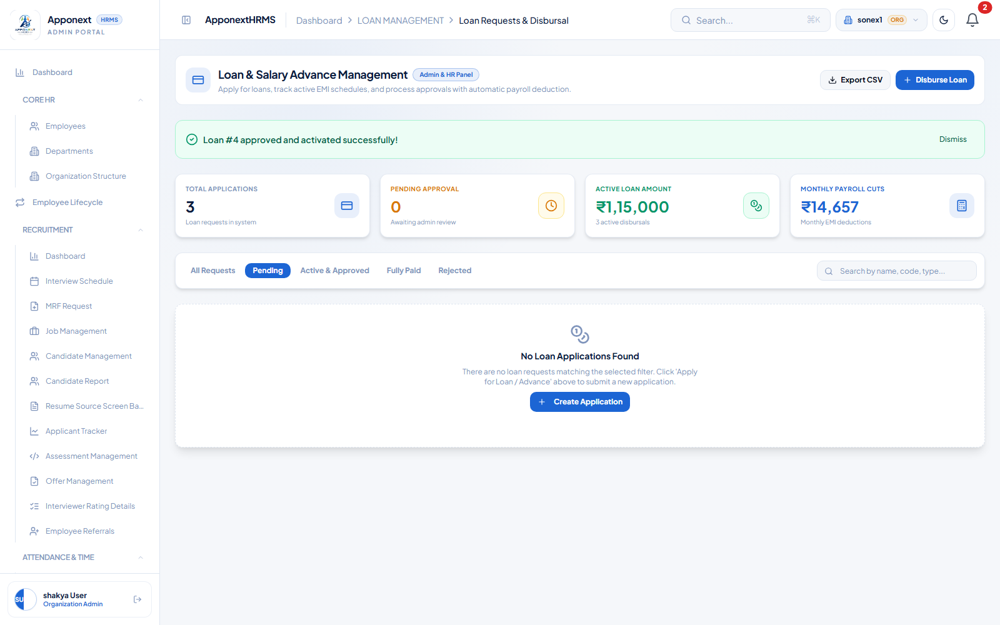 Apponext HRMS
ADMIN PORTAL
Dashboard
CORE HR
Employees
Departments
Organization Structure
Employee Lifecycle
RECRUITMENT
Dashboard
Interview Schedule
MRF Request
Job Management
Candidate Management
Candidate Report
Resume Source Screen Ba...
Applicant Tracker
Assessment Management
Offer Management
Interviewer Rating Details
Employee Referrals
ATTENDANCE & TIME
SU
shakya User
Organization Admin
ApponextHRMS
Dashboard > LOAN MANAGEMENT > Loan Requests & Disbursal
Search... ⌘K
sonex1 ORG
2
Loan & Salary Advance Management Admin & HR Panel
Apply for loans, track active EMI schedules, and process approvals with automatic payroll deduction.
Export CSV
+ Disburse Loan
Loan #4 approved and activated successfully!
Dismiss
TOTAL APPLICATIONS
3
Loan requests in system
PENDING APPROVAL
0
Awaiting admin review
ACTIVE LOAN AMOUNT
₹1,15,000
3 active disbursals
MONTHLY PAYROLL CUTS
₹14,657
Monthly EMI deductions
All Requests Pending Active & Approved Fully Paid Rejected
Search by name, code, type...
No Loan Applications Found
There are no loan requests matching the selected filter. Click 'Apply
for Loan / Advance' above to submit a new application.
+ Create Application